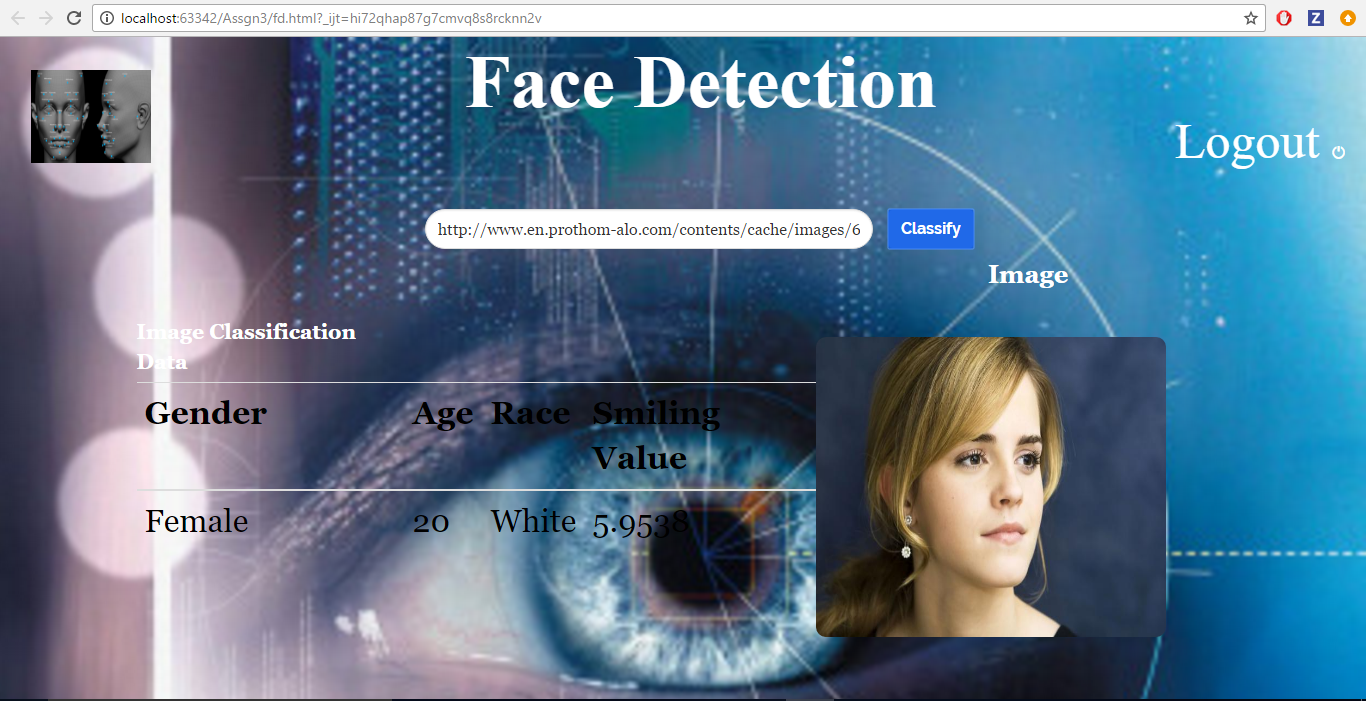 localhost:63342/Assgn3/fd.html?_ijt=hi72qhap87g7cmvq8s8rcknn2v
Z
Face Detection
Logout
http://www.en.prothom-alo.com/contents/cache/images/6
Classify
Image
Image Classification
Data
Gender Age Race Smiling
Value
Female 20 White 5.9538